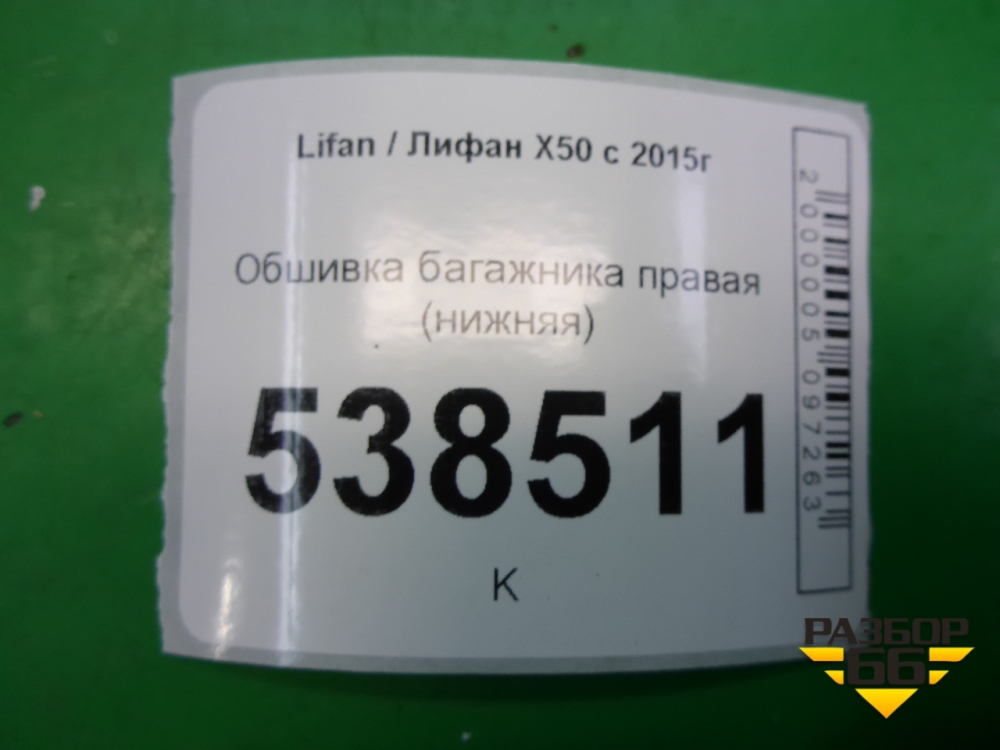 Lifan / Лифан X50 с 2015г
Обшивка багажника правая
(нижняя)
538511
К
2000005097263
РАЗБОР
66